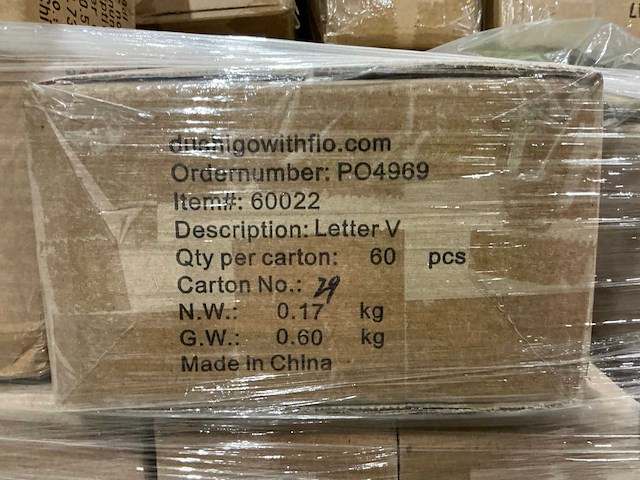 duchigowithflo.com
Ordernumber: PO4969
Item#: 60022
Description: Letter V
Qty per carton: 60 pcs
Carton No.: 29
N.W.: 0.17 kg
G.W.: 0.60 kg
Made in China